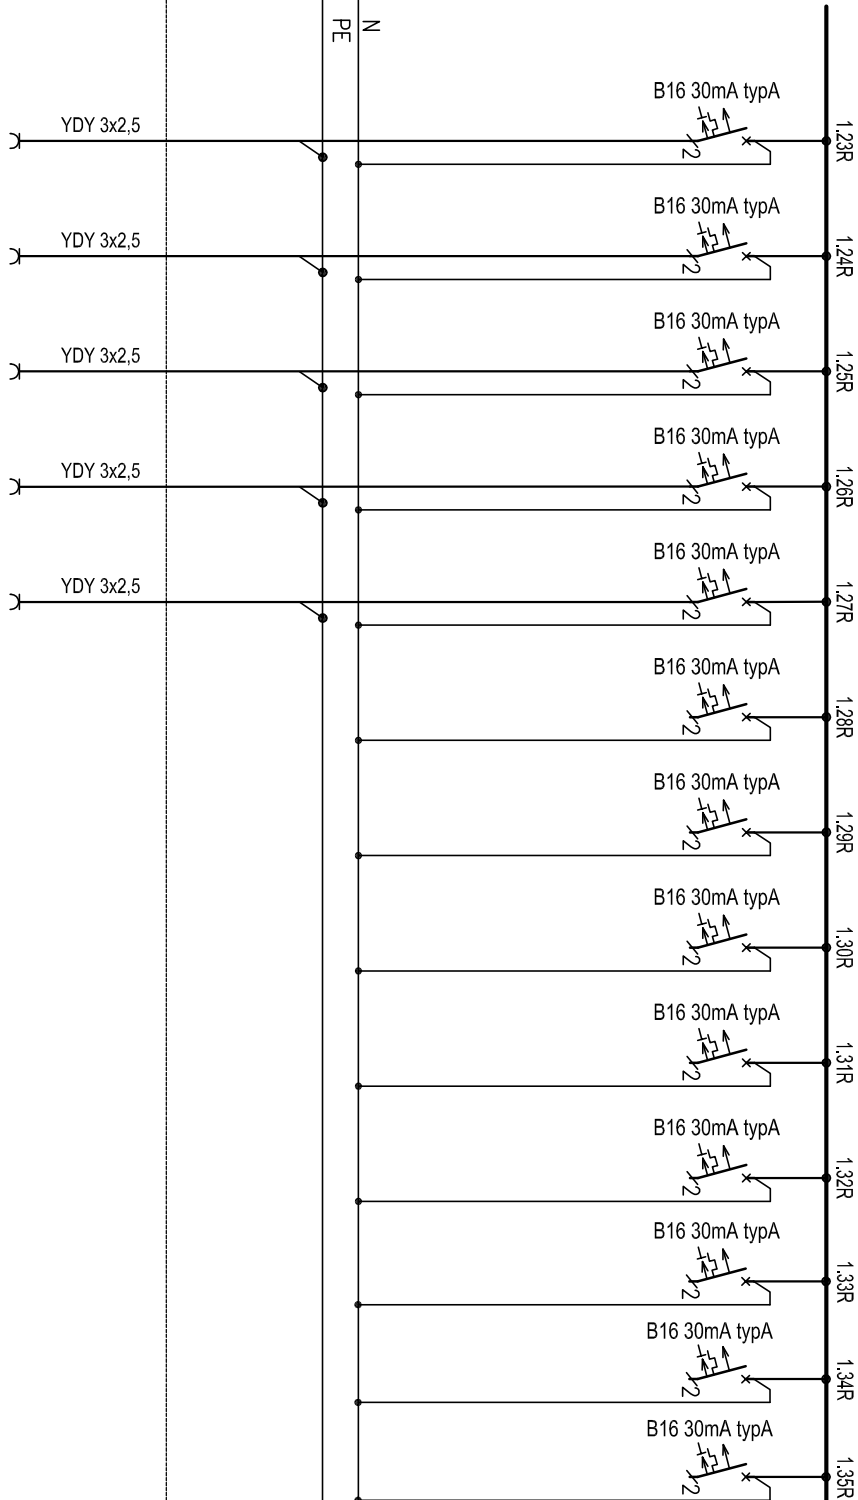 N
PE
B16 30mA typA
1.23R
YDY 3x2,5
2
B16 30mA typA
1.24R
YDY 3x2,5
2
B16 30mA typA
1.25R
YDY 3x2,5
2
B16 30mA typA
1.26R
YDY 3x2,5
2
B16 30mA typA
1.27R
YDY 3x2,5
2
B16 30mA typA
1.28R
2
B16 30mA typA
1.29R
2
B16 30mA typA
1.30R
2
B16 30mA typA
1.31R
2
B16 30mA typA
1.32R
2
B16 30mA typA
1.33R
2
B16 30mA typA
1.34R
2
B16 30mA typA
1.35R
2